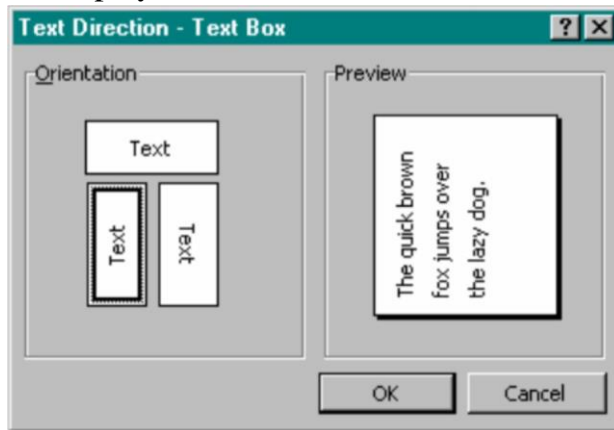 Text Direction - Text Box
? X
Orientation
Text
Text
Text
Preview
The quick brown
fox jumps over
the lazy dog.
OK
Cancel